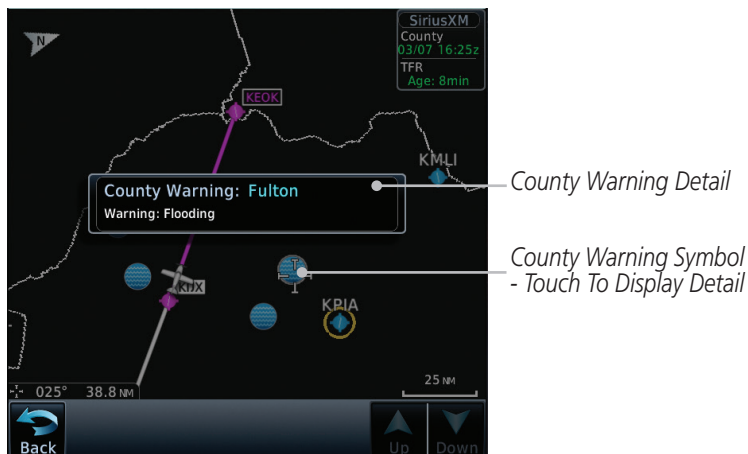 N
SiriusXM
County
03/07 16:25z
TFR
Age: 8min
KEOK
KMLI
County Warning: Fulton
Warning: Flooding
County Warning Detail
County Warning Symbol
- Touch To Display Detail
KPIA
025° 38.8 NM
25 NM
Back
Up
Down